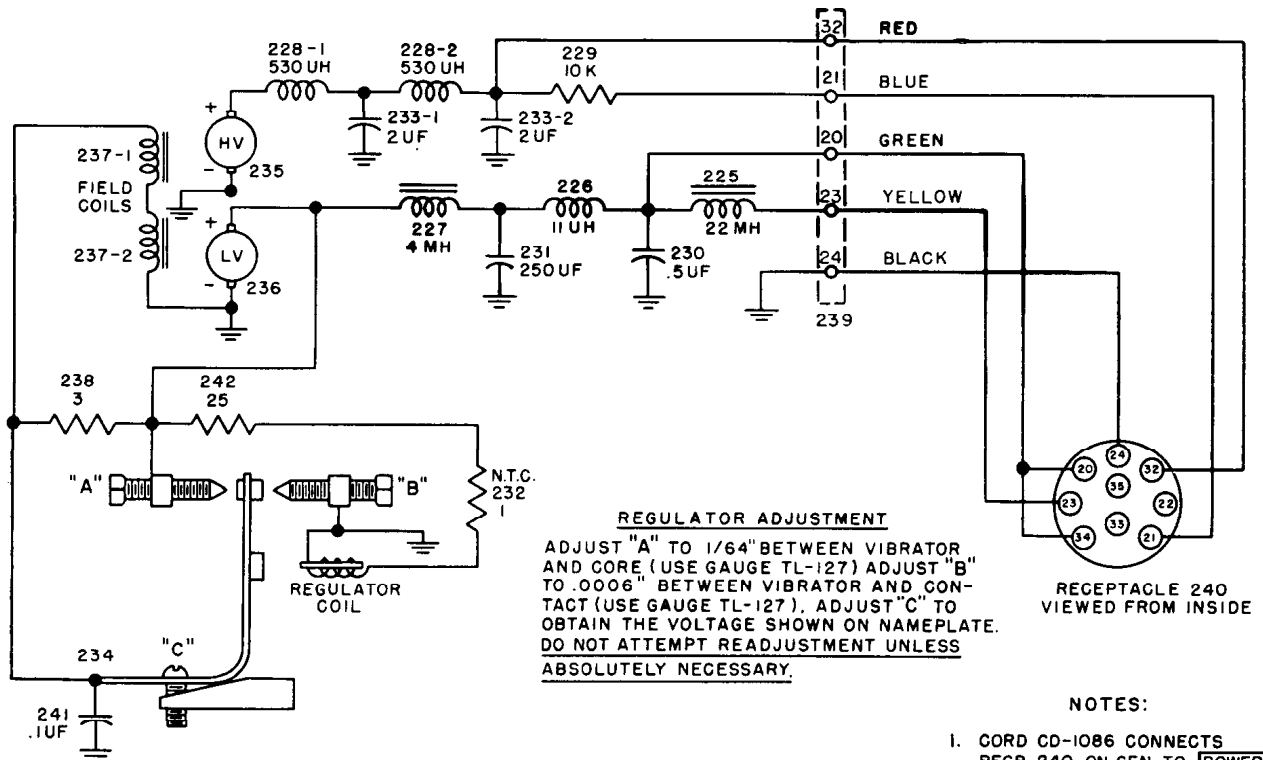 228-1
530 UH
228-2
530 UH
229
10 K
32
RED
21
BLUE
233-1
2UF
233-2
2UF
+
HV
-
235
237-1
FIELD
COILS
237-2
20
GREEN
+
LV
-
236
227
4 MH
226
11 UH
225
22 MH
23
YELLOW
231
250UF
230
.5UF
24
BLACK
239
238
3
242
25
"A"
"B"
N.T.C.
232
1
REGULATOR
COIL
234
"C"
241
.1UF
REGULATOR ADJUSTMENT
ADJUST "A" TO 1/64" BETWEEN VIBRATOR
AND CORE (USE GAUGE TL-127) ADJUST "B"
TO .0006" BETWEEN VIBRATOR AND CON-
TACT (USE GAUGE TL-127). ADJUST "C" TO
OBTAIN THE VOLTAGE SHOWN ON NAMEPLATE.
DO NOT ATTEMPT READJUSTMENT UNLESS
ABSOLUTELY NECESSARY.
24
20
32
35
23
22
33
34
21
RECEPTACLE 240
VIEWED FROM INSIDE
NOTES:
1. CORD CD-1086 CONNECTS
RECP 240 ON GEN TO POWER